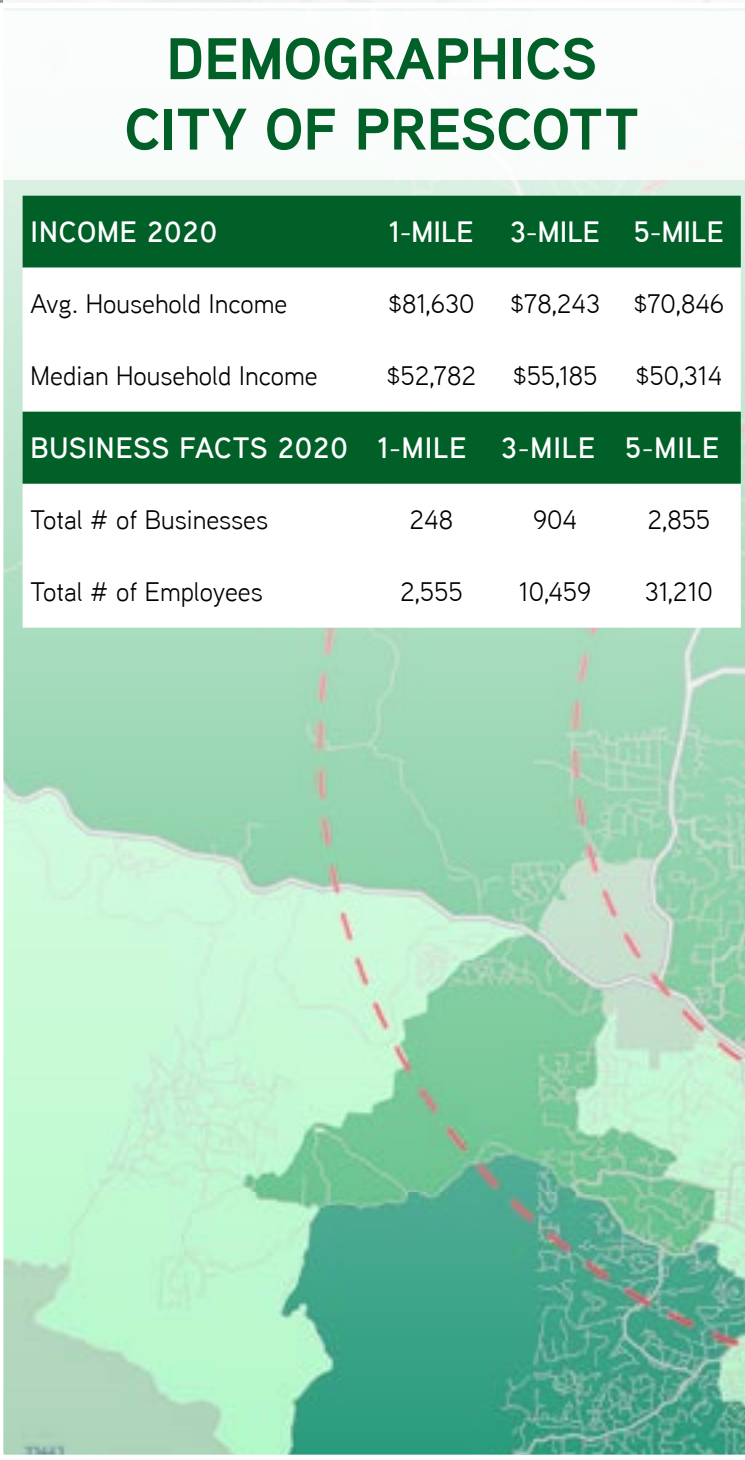 DEMOGRAPHICS
CITY OF PRESCOTT
INCOME 2020 1-MILE 3-MILE 5-MILE
Avg. Household Income $81,630 $78,243 $70,846
Median Household Income $52,782 $55,185 $50,314
BUSINESS FACTS 2020 1-MILE 3-MILE 5-MILE
Total # of Businesses 248 904 2,855
Total # of Employees 2,555 10,459 31,210